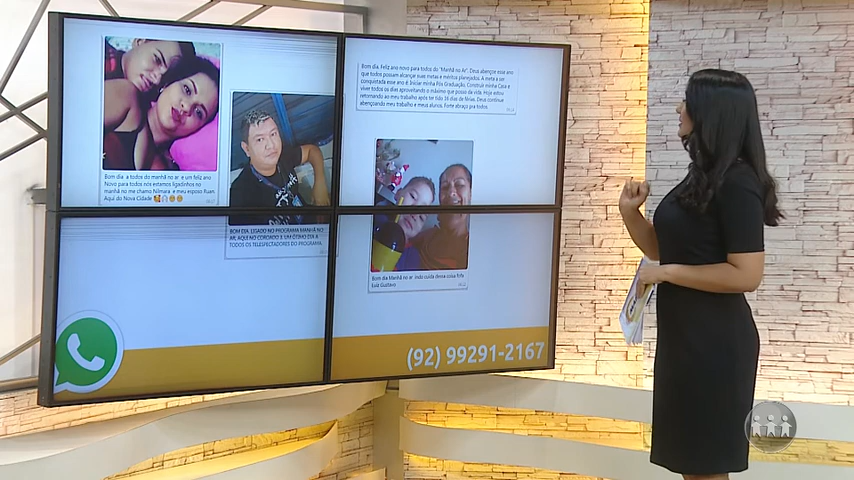 Bom dia a todos do manhã no ar e um feliz ano
Novo para todos nós estamos ligadinhos no
manhã no me chamo Nilmara e meu esposo Ruan
Aqui do Nova Cidade
BOM DIA. LIGADO NO PROGRAMA MANHÃ NO
AR. AQUI NO COROADO 3. UM ÓTIMO DIA A
TODOS OS TELESPECTADORES DO PROGRAMA
Bom dia. Feliz ano novo para todos do "Manhã no Ar". Deus abençoe esse ano
que todos possam alcançar suas metas e méritos planejados. A meta a ser
conquistada esse ano é: Iniciar minha Pós Graduação, Construir minha Casa e
viver todos os dias aproveitando o máximo que posso da vida. Hoje estou
retornando ao meu trabalho após ter tido 16 dias de férias. Deus continue
abençoando meu trabalho e meus alunos. Forte abraço pra todos.
Bom dia Manhã no ar
Luiz Gustavo
(92) 99291-2167